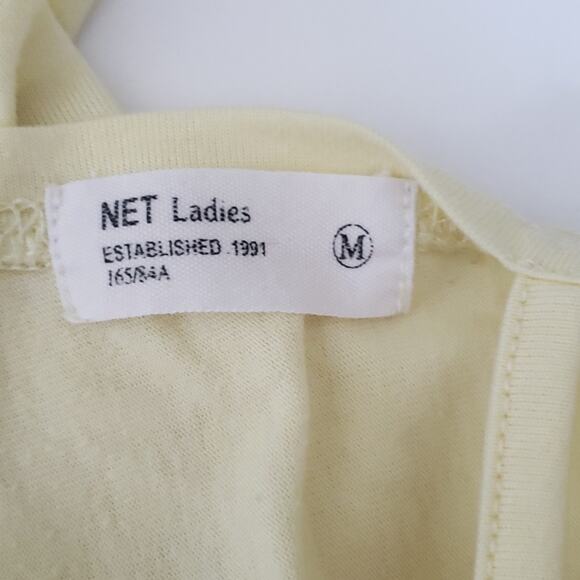 NET Ladies
ESTABLISHED 1991
165/84A
M